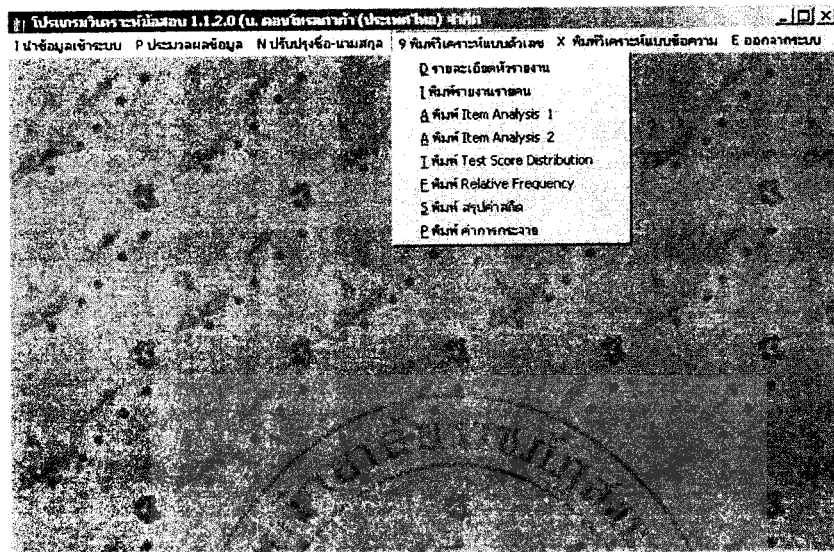 โปรแกรมวิเคราะห์ข้อสอบ 1.1.2.0 (บ. คอนโทรลดาต้า (ประเทศไทย) จำกัด
I นำข้อมูลเข้าระบบ P ประมวลผลข้อมูล N ปรับปรุงชื่อ-นามสกุล 9 พิมพ์วิเคราะห์แบบตัวเลข X พิมพ์วิเคราะห์แบบข้อความ E ออกจากระบบ
D รายละเอียดหัวรายงาน
I พิมพ์รายงานรายคน
A พิมพ์ Item Analysis 1
A พิมพ์ Item Analysis 2
T พิมพ์ Test Score Distribution
F พิมพ์ Relative Frequency
S พิมพ์ สรุปค่าสถิติ
P พิมพ์ ค่าการกระจาย